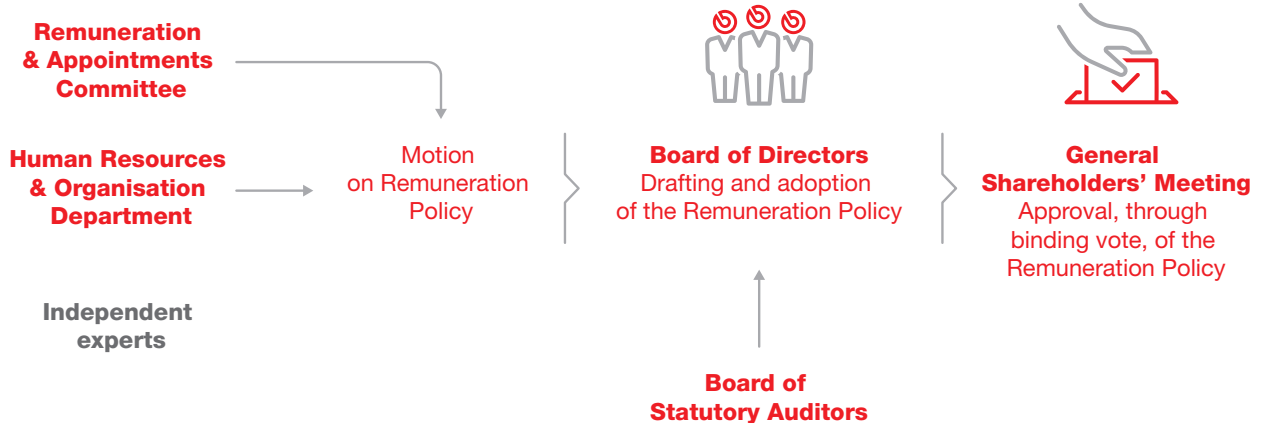 Remuneration
& Appointments
Committee
Human Resources
& Organisation
Department
Independent
experts
Motion
on Remuneration
Policy
Board of Directors
Drafting and adoption
of the Remuneration Policy
Board of
Statutory Auditors
General
Shareholders’ Meeting
Approval, through
binding vote, of the
Remuneration Policy